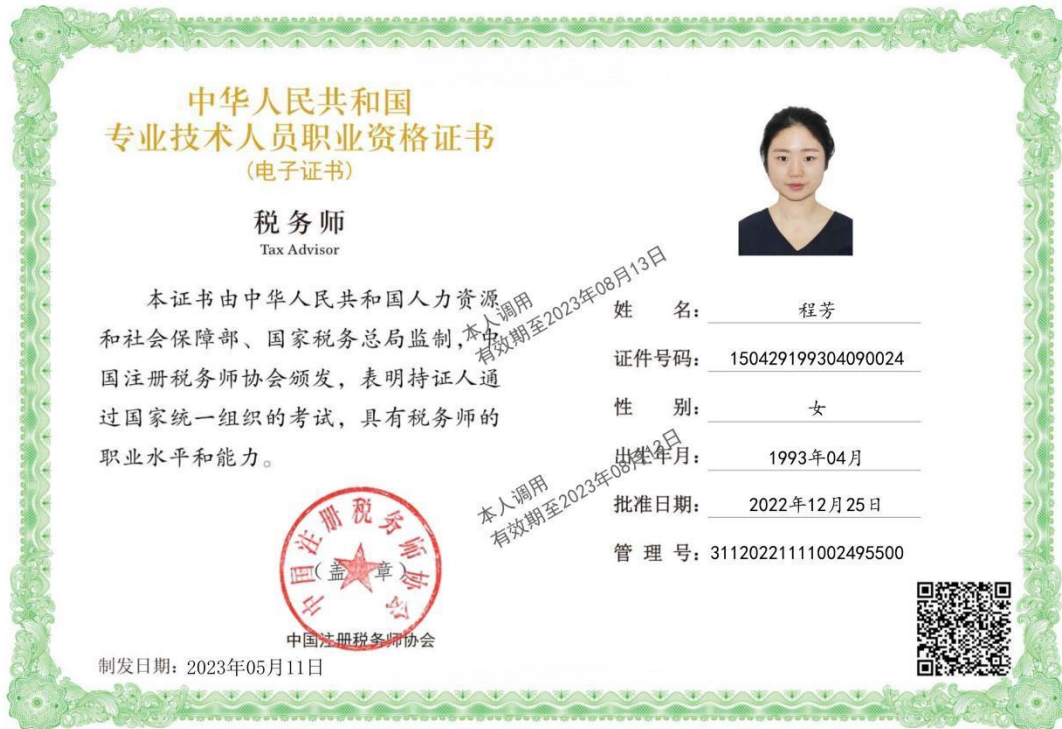 中华人民共和国
专业技术人员职业资格证书
(电子证书)
税务师
Tax Advisor
本证书由中华人民共和国人力资源
和社会保障部、国家税务总局监制，中
国注册税务师协会颁发，表明持证人通
过国家统一组织的考试，具有税务师的
职业水平和能力。
本人调用
有效期至2023年08月13日
本人调用
有效期至2023年08月13日
姓 名： 程芳
证件号码： 150429199304090024
性 别： 女
出生年月： 1993年04月
批准日期： 2022年12月25日
管 理 号： 31120221111002495500
中国注册税务师协会
（盖 章）
中国注册税务师协会
制发日期：2023年05月11日